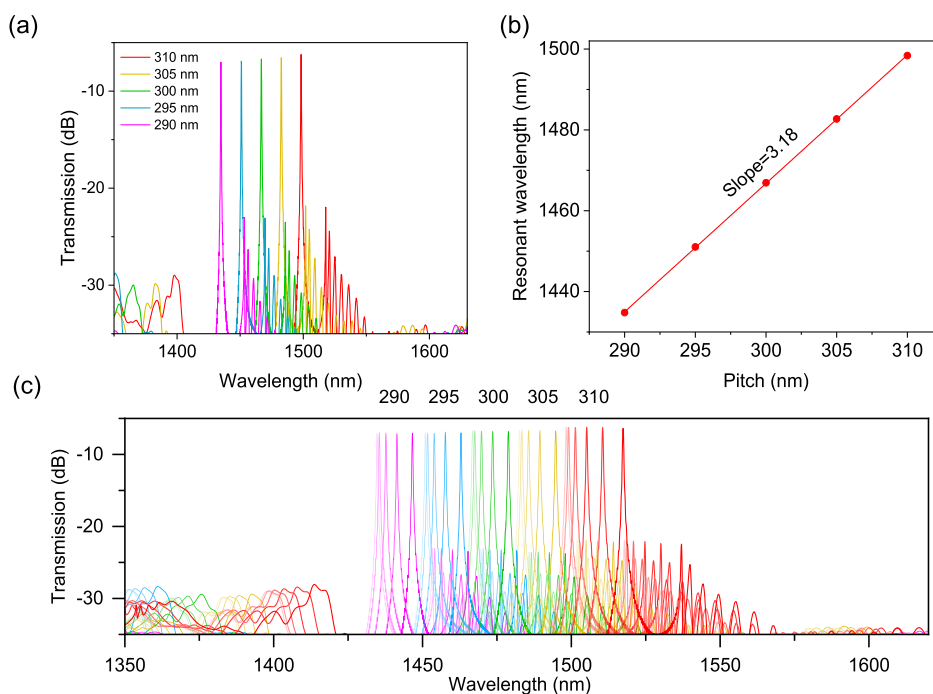 (a)
310 nm
305 nm
300 nm
295 nm
290 nm
-10
-20
-30
Transmission (dB)
1400
1500
1600
Wavelength (nm)
(b)
1500
1480
1460
1440
Resonant wavelength (nm)
Slope=3.18
290
295
300
305
310
Pitch (nm)
(c)
290
295
300
305
310
-10
-20
-30
Transmission (dB)
1350
1400
1450
1500
1550
1600
Wavelength (nm)